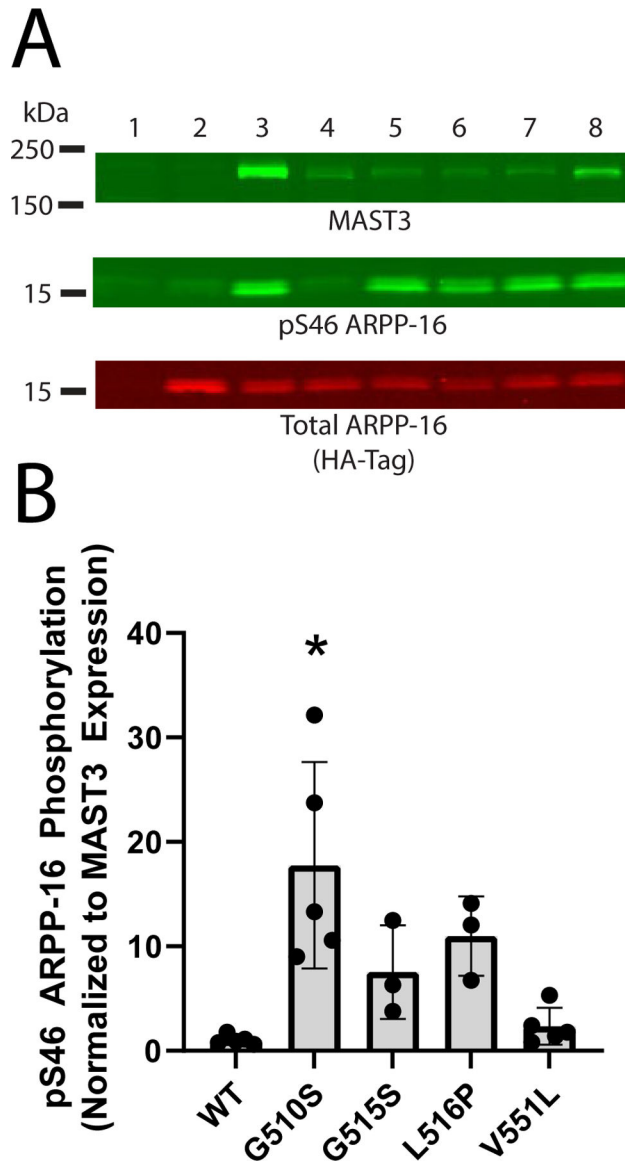 A
kDa
1 2 3 4 5 6 7 8
250
150
MAST3
15
pS46 ARPP-16
15
Total ARPP-16
(HA-Tag)
B
pS46 ARPP-16 Phosphorylation
(Normalized to MAST3 Expression)
40
30
20
10
0
*
WT
G510S
G515S
L516P
V551L